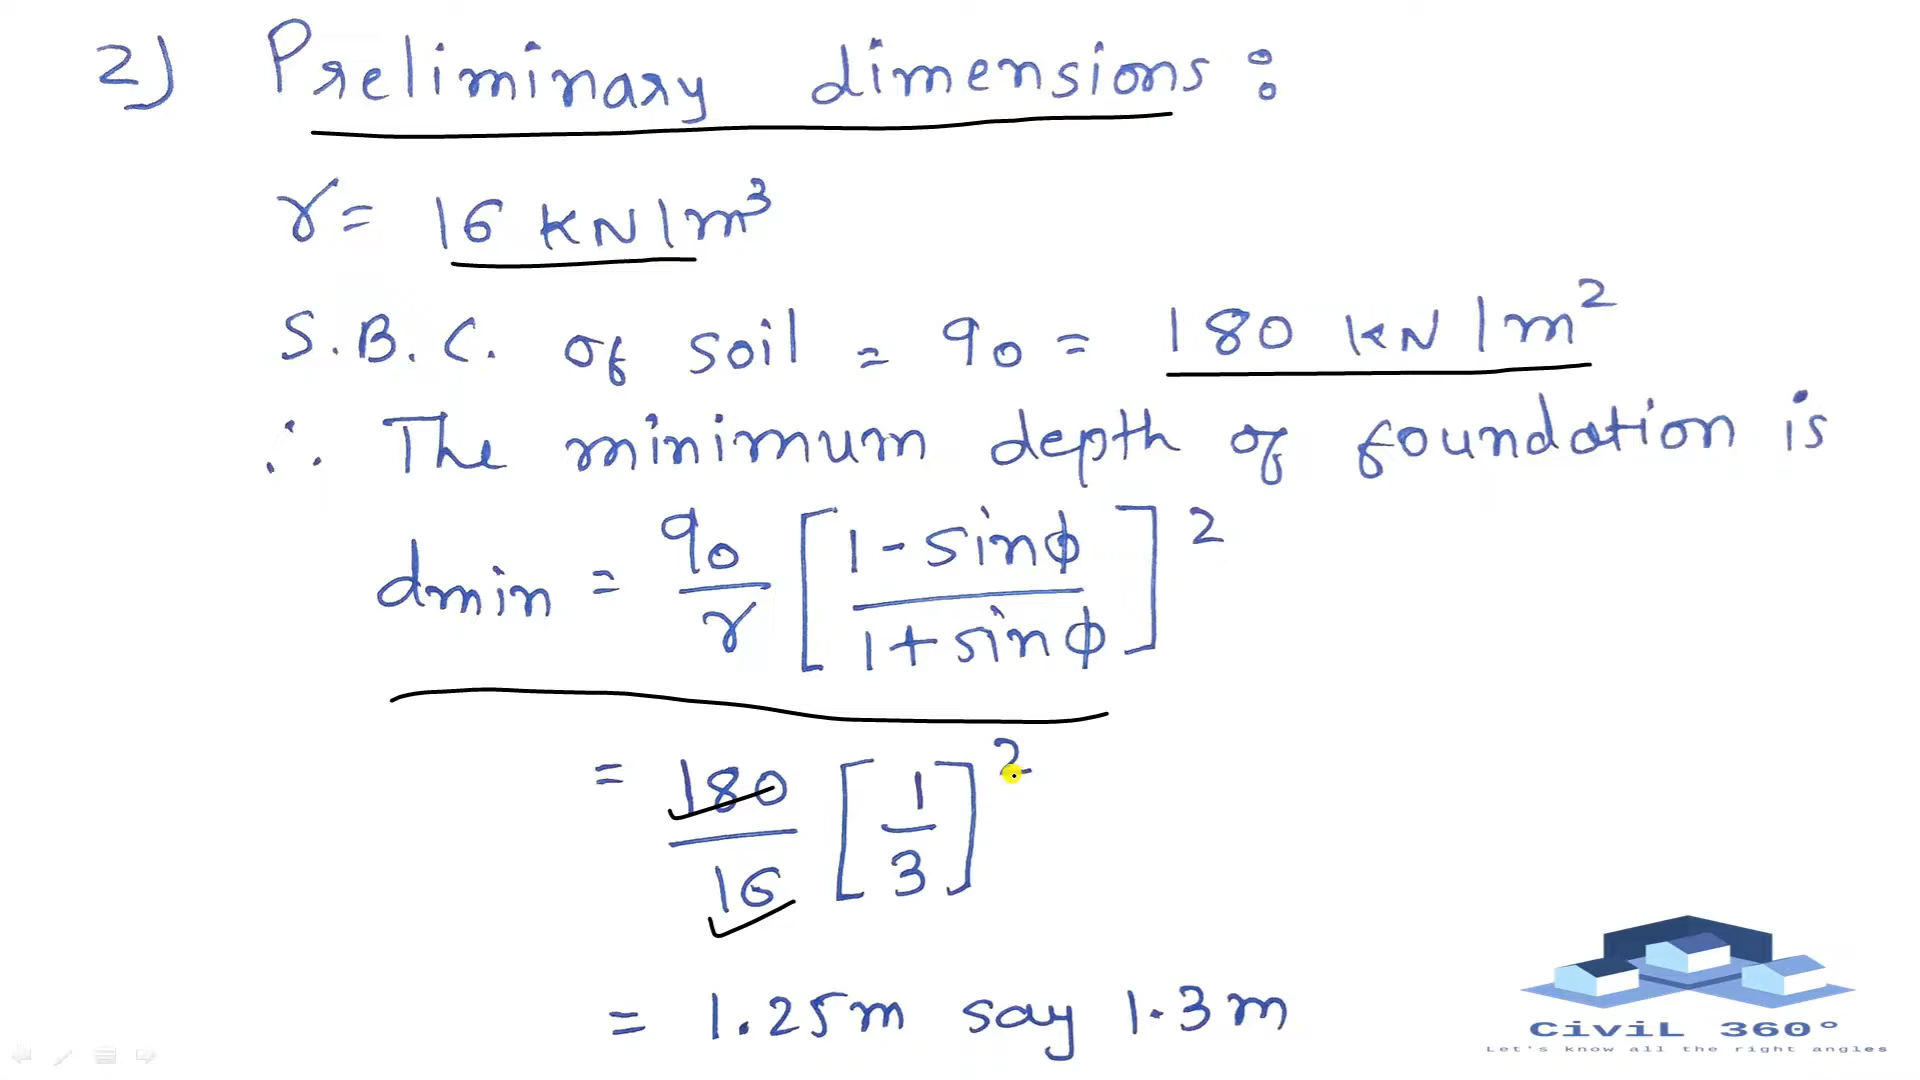 2) Preliminary dimensions:
γ = 16 KN/m³
S.B.C. of soil = q₀ = 180 KN/m²
∴ The minimum depth of foundation is
dmin = q₀/γ [1-sinϕ / 1+sinϕ]²
= 180/16 [1/3]²
= 1.25m say 1.3m
CiviL 360°
Let's know all the right angles